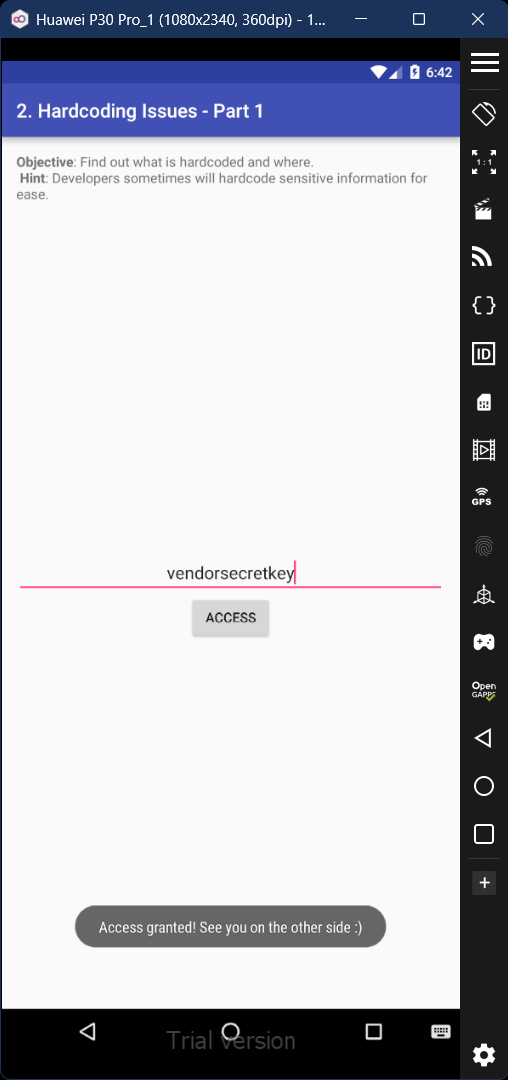 Huawei P30 Pro_1 (1080x2340, 360dpi) - 1...
6:42
2. Hardcoding Issues - Part 1
Objective: Find out what is hardcoded and where.
Hint: Developers sometimes will hardcode sensitive information for
ease.
1:1
ID
GPS
vendorsecretkey
ACCESS
Open
GAPPS
Access granted! See you on the other side :)
Trial version